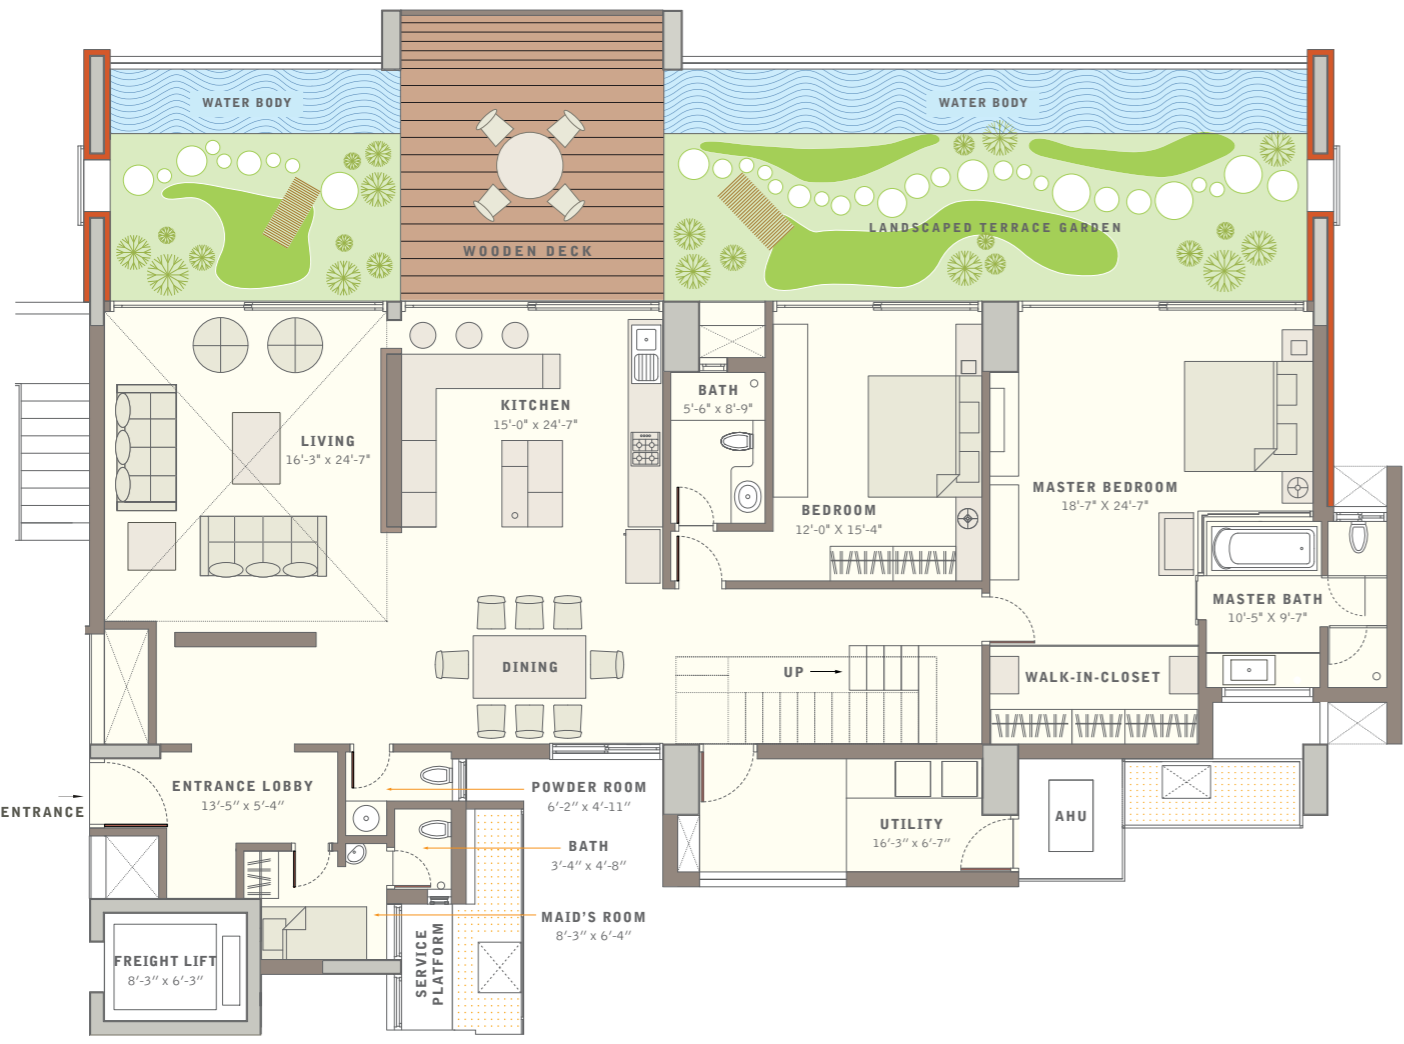 WATER BODY
WATER BODY
WOODEN DECK
LANDSCAPED TERRACE GARDEN
LIVING
16'-3" x 24'-7"
KITCHEN
15'-0" x 24'-7"
BATH
5'-6" x 8'-9"
BEDROOM
12'-0" X 15'-4"
MASTER BEDROOM
18'-7" X 24'-7"
MASTER BATH
10'-5" X 9'-7"
DINING
UP
WALK-IN-CLOSET
ENTRANCE
ENTRANCE LOBBY
13'-5" x 5'-4"
POWDER ROOM
6'-2" x 4'-11"
BATH
3'-4" x 4'-8"
UTILITY
16'-3" x 6'-7"
AHU
MAID'S ROOM
8'-3" x 6'-4"
FREIGHT LIFT
8'-3" x 6'-3"
SERVICE
PLATFORM